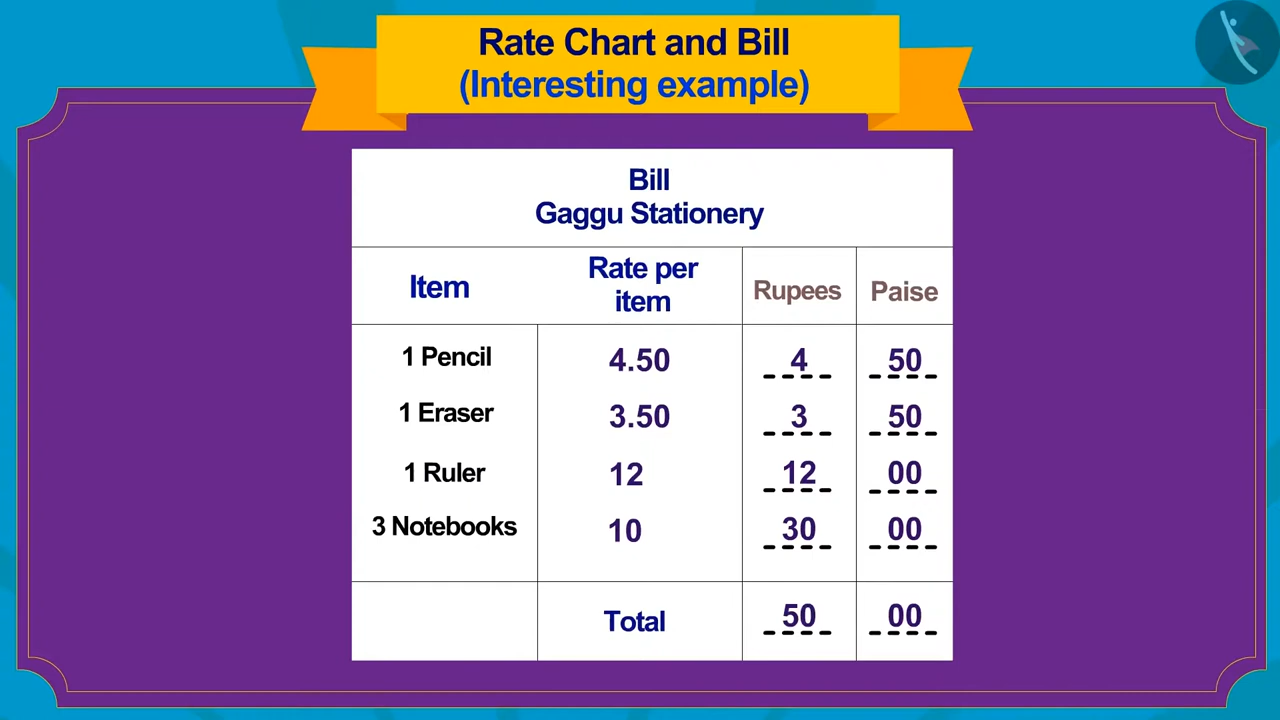 Rate Chart and Bill
(Interesting example)
Bill
Gaggu Stationery
Item Rate per item Rupees Paise
1 Pencil 4.50 4 50
1 Eraser 3.50 3 50
1 Ruler 12 12 00
3 Notebooks 10 30 00
Total 50 00